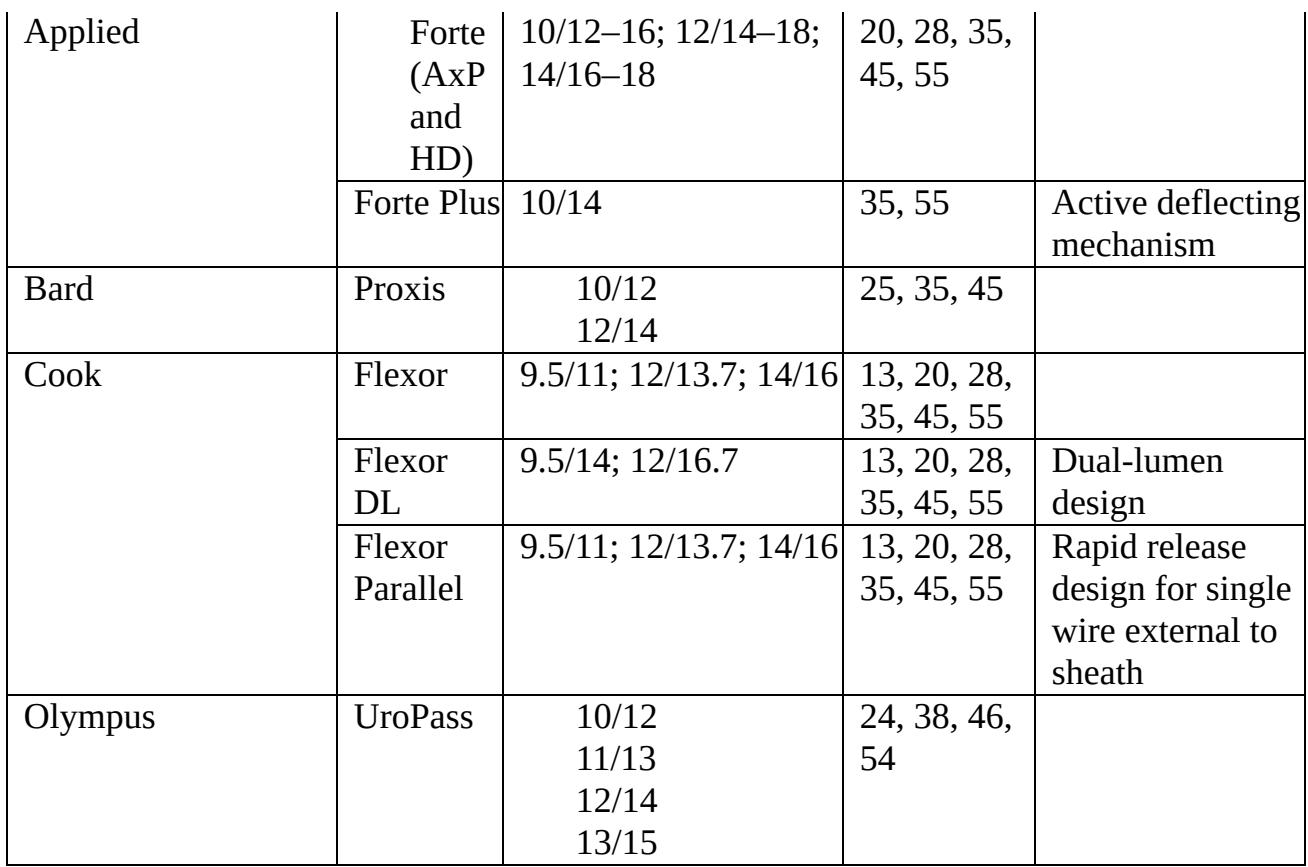 Applied
Forte
(AxP
and
HD)
10/12–16; 12/14–18;
14/16–18
20, 28, 35,
45, 55
Forte Plus
10/14
35, 55
Active deflecting
mechanism
Bard
Proxis
10/12
12/14
25, 35, 45
Cook
Flexor
9.5/11; 12/13.7; 14/16
13, 20, 28,
35, 45, 55
Flexor
DL
9.5/14; 12/16.7
13, 20, 28,
35, 45, 55
Dual-lumen
design
Flexor
Parallel
9.5/11; 12/13.7; 14/16
13, 20, 28,
35, 45, 55
Rapid release
design for single
wire external to
sheath
Olympus
UroPass
10/12
11/13
12/14
13/15
24, 38, 46,
54